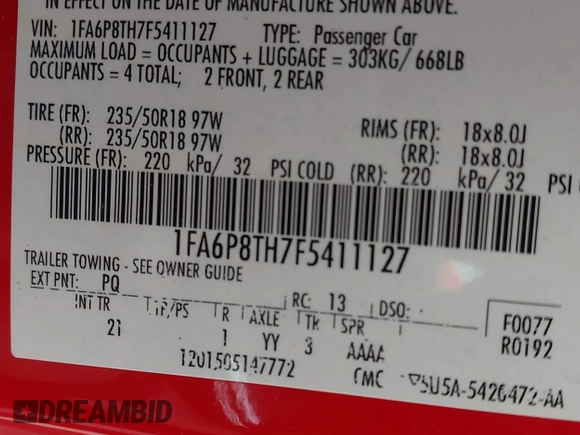 IN EFFECT ON THE DATE OF MANUFACTURE SHOWN ABOVE.
VIN: 1FA6P8TH7F5411127 TYPE: Passenger Car
MAXIMUM LOAD = OCCUPANTS + LUGGAGE = 303KG/ 668LB
OCCUPANTS = 4 TOTAL; 2 FRONT, 2 REAR
TIRE (FR): 235/50R18 97W RIMS (FR): 18x8.0J
(RR): 235/50R18 97W (RR): 18x8.0J
PRESSURE (FR): 220 kPa/ 32 PSI COLD (RR): 220 kPa/ 32 PSI
1FA6P8TH7F5411127
TRAILER TOWING - SEE OWNER GUIDE
EXT PNT: PQ RC: 13 DSO: F0077
INT TR TP/PS R AXLE TR SPR R0192
21 1 YY 3 AAAA
1201505147772 5U5A-5420472-AA
DREAMBID